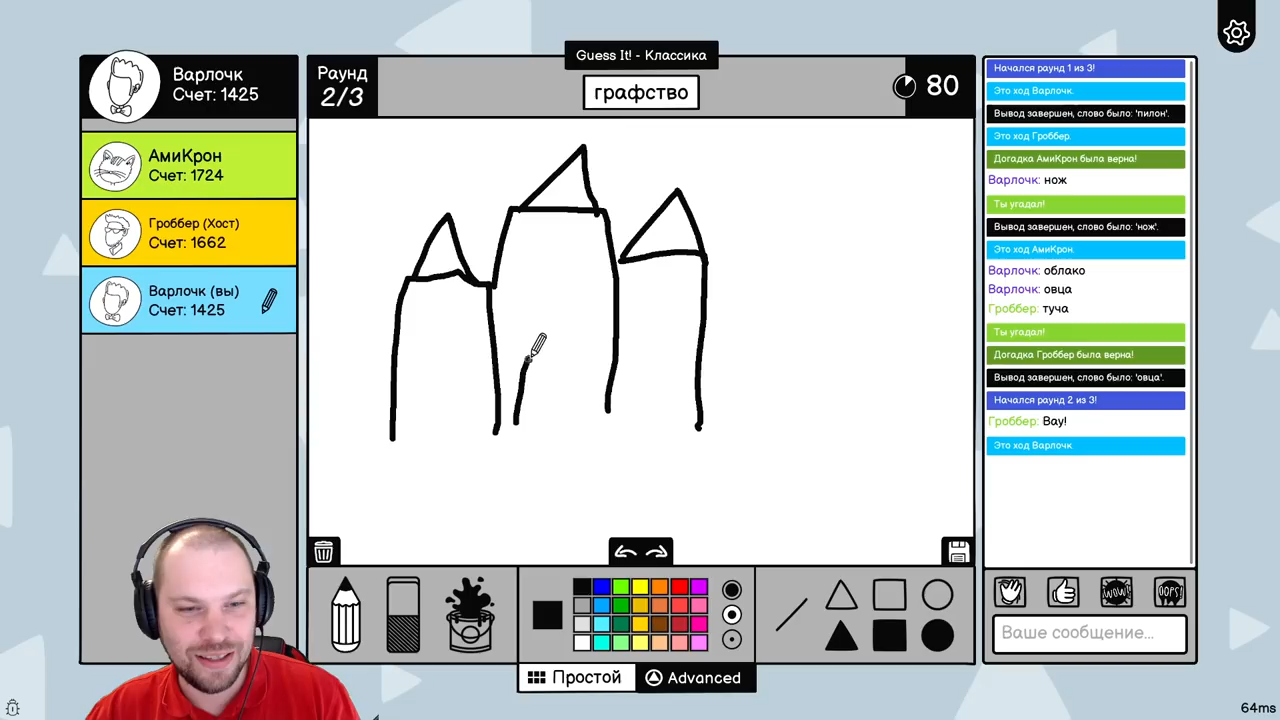 Guess It! - Классика
Варлочк
Счет: 1425
Раунд
2/3
графство
80
АмиКрон
Счет: 1724
Гроббер (Хост)
Счет: 1662
Варлочк (вы)
Счет: 1425
Начался раунд 1 из 3!
Это ход Варлочк.
Вывод завершен, слово было: 'пилон'.
Это ход Гроббер.
Догадка АмиКрон была верна!
Варлочк: нож
Ты угадал!
Вывод завершен, слово было: 'нож'.
Это ход АмиКрон.
Варлочк: облако
Варлочк: овца
Гроббер: туча
Ты угадал!
Догадка Гроббер была верна!
Вывод завершен, слово было: 'овца'.
Начался раунд 2 из 3!
Гроббер: Вау!
Это ход Варлочк.
WOW!
OOPS!
Ваше сообщение...
Простой
Advanced
64ms